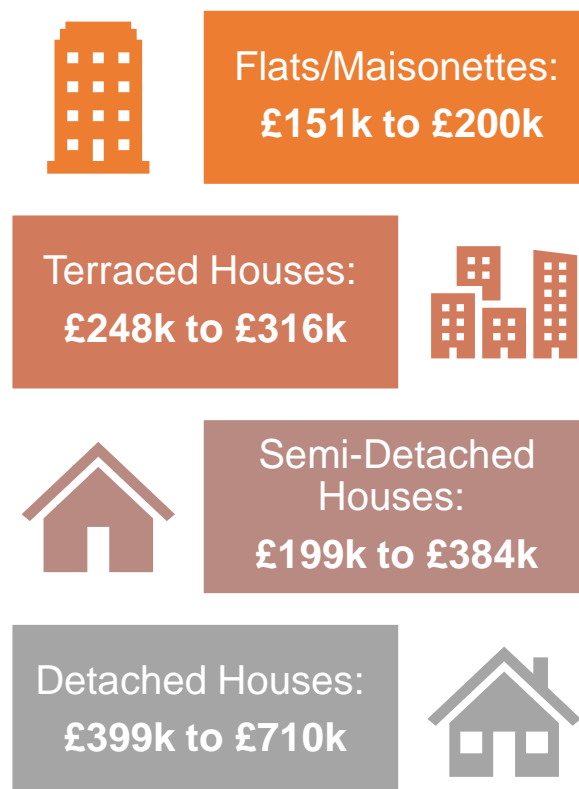 Flats/Maisonettes:
£151k to £200k
Terraced Houses:
£248k to £316k
Semi-Detached
Houses:
£199k to £384k
Detached Houses:
£399k to £710k